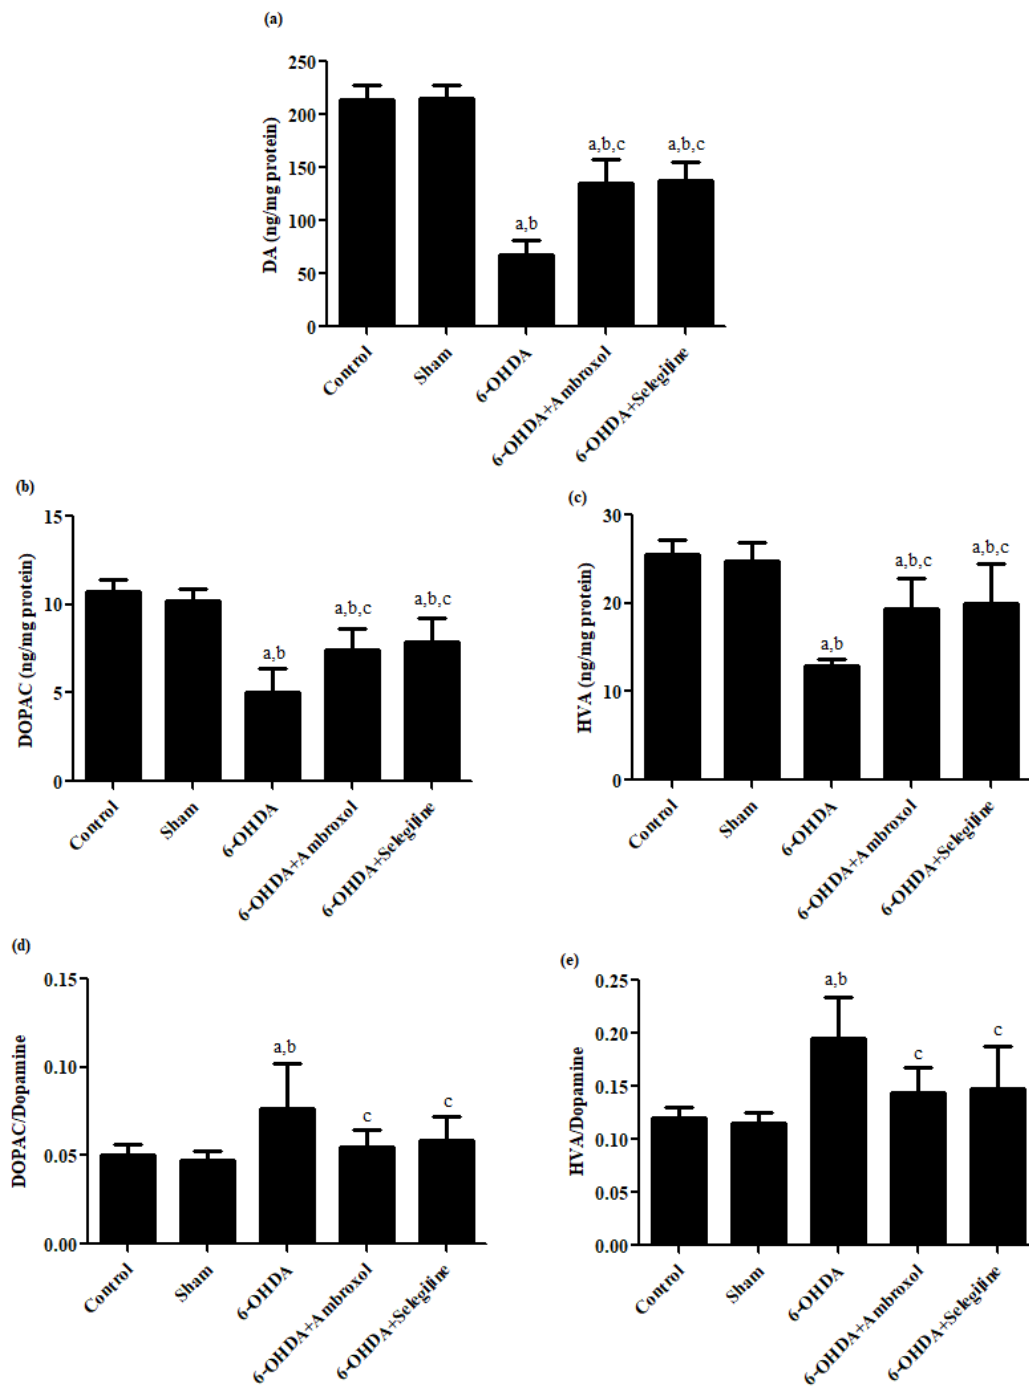 (a)
DA (ng/mg protein)
250
200
150
100
50
0
a,b
a,b,c
a,b,c
Control
Sham
6-OHDA
6-OHDA+Ambroxol
6-OHDA+Selegiline
(b)
DOPAC (ng/mg protein)
15
10
5
0
a,b
a,b,c
a,b,c
Control
Sham
6-OHDA
6-OHDA+Ambroxol
6-OHDA+Selegiline
(c)
HVA (ng/mg protein)
30
20
10
0
a,b
a,b,c
a,b,c
Control
Sham
6-OHDA
6-OHDA+Ambroxol
6-OHDA+Selegiline
(d)
DOPAC/Dopamine
0.15
0.10
0.05
0.00
a,b
c
c
Control
Sham
6-OHDA
6-OHDA+Ambroxol
6-OHDA+Selegiline
(e)
HVA/Dopamine
0.25
0.20
0.15
0.10
0.05
0.00
a,b
c
c
Control
Sham
6-OHDA
6-OHDA+Ambroxol
6-OHDA+Selegiline